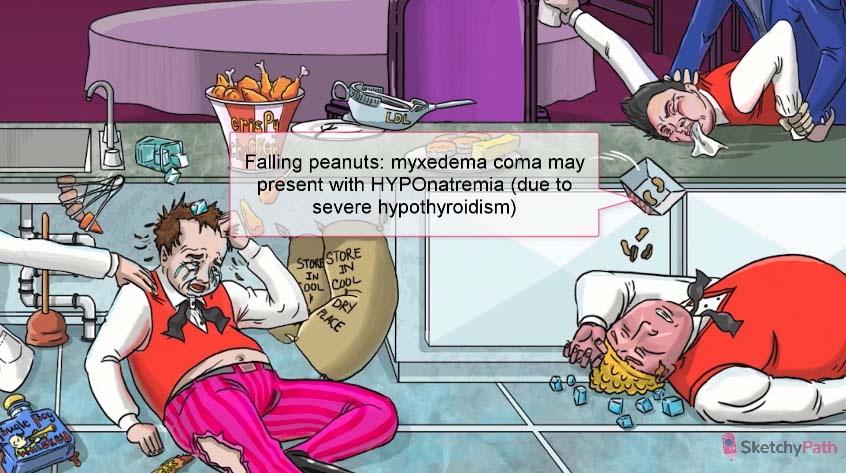 crispy
LDL
Falling peanuts: myxedema coma may
present with HYPOnatremia (due to
severe hypothyroidism)
STORE
IN
COOL
STORE
IN
COOL
&
DRY
PLACE
SketchyPath